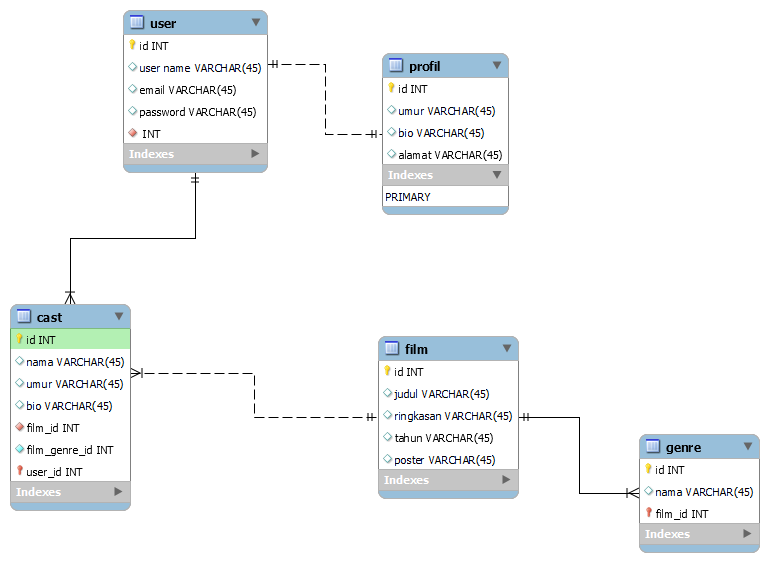 user
id INT
user name VARCHAR(45)
email VARCHAR(45)
password VARCHAR(45)
INT
Indexes
profil
id INT
umur VARCHAR(45)
bio VARCHAR(45)
alamat VARCHAR(45)
Indexes
PRIMARY
cast
id INT
nama VARCHAR(45)
umur VARCHAR(45)
bio VARCHAR(45)
film_id INT
film_genre_id INT
user_id INT
Indexes
film
id INT
judul VARCHAR(45)
ringkasan VARCHAR(45)
tahun VARCHAR(45)
poster VARCHAR(45)
Indexes
genre
id INT
nama VARCHAR(45)
film_id INT
Indexes